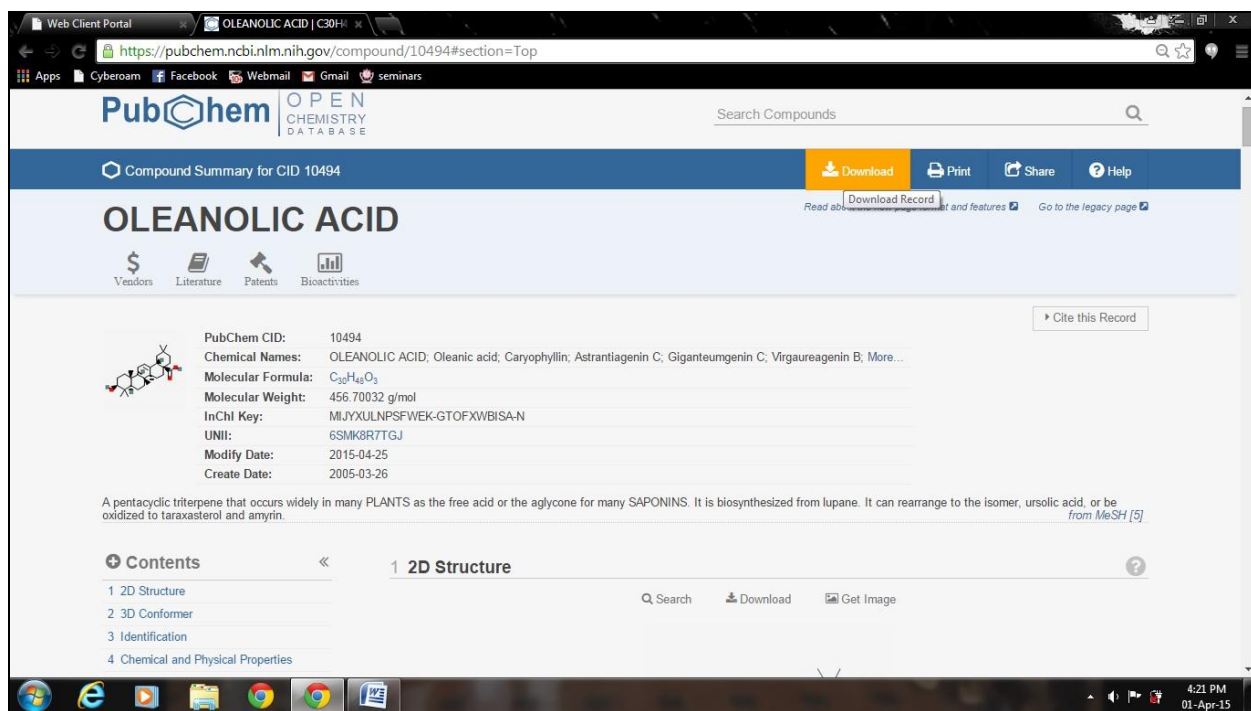 Web Client Portal
OLEANOLIC ACID | C30H4
https://pubchem.ncbi.nlm.nih.gov/compound/10494#section=Top
Apps Cyberoam Facebook Webmail Gmail seminars
PubChem OPEN CHEMISTRY DATABASE
Search Compounds
Compound Summary for CID 10494
Download Print Share Help
Download Record
OLEANOLIC ACID
Read and features Go to the legacy page
Vendors Literature Patents Bioactivities
Cite this Record
PubChem CID: 10494
Chemical Names: OLEANOLIC ACID; Oleanic acid; Caryophyllin; Astrantiagenin C; Giganteumgenin C; Virgaureagenin B; More...
Molecular Formula: C30H48O3
Molecular Weight: 456.70032 g/mol
InChI Key: MIJYXULNPSFWEK-GTOFXWBISA-N
UNII: 6SMK8R7TGJ
Modify Date: 2015-04-25
Create Date: 2005-03-26
A pentacyclic triterpene that occurs widely in many PLANTS as the free acid or the aglycone for many SAPONINS. It is biosynthesized from lupane. It can rearrange to the isomer, ursolic acid, or be
oxidized to taraxasterol and amyrin.
from MeSH [5]
Contents «
1 2D Structure
Search Download Get Image
1 2D Structure
2 3D Conformer
3 Identification
4 Chemical and Physical Properties
4:21 PM
01-Apr-15